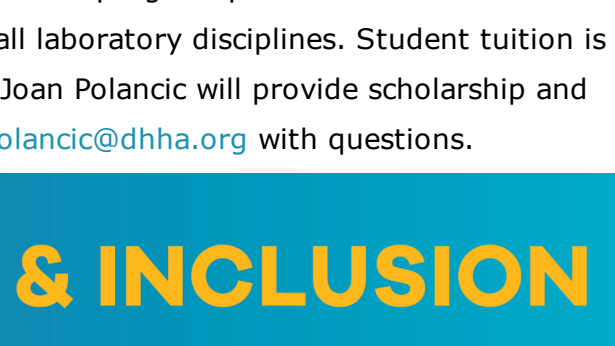 all laboratory disciplines. Student tuition is
Joan Polancic will provide scholarship and
olancic@dhha.org with questions.
& INCLUSION